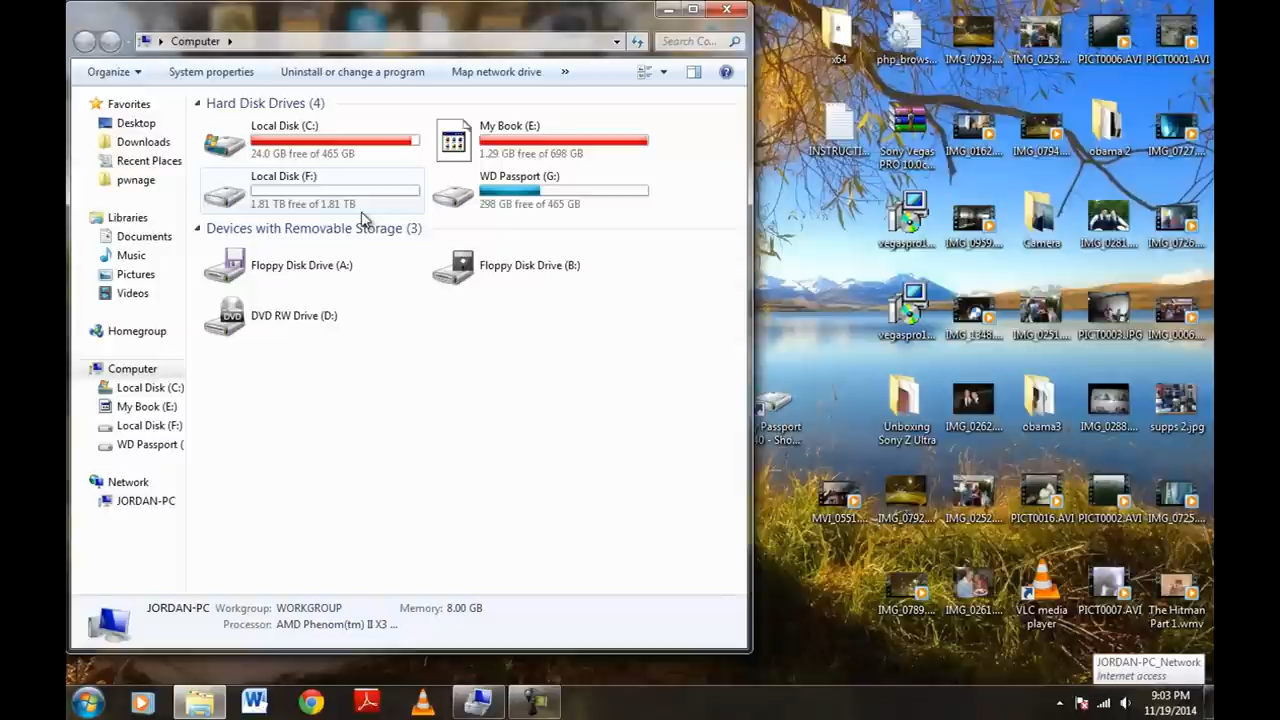 Computer
Search Co...
Organize
System properties
Uninstall or change a program
Map network drive
»
Favorites
Desktop
Downloads
Recent Places
pwnage
Libraries
Documents
Music
Pictures
Videos
Homegroup
Computer
Local Disk (C:)
My Book (E:)
Local Disk (F:)
WD Passport (
Network
JORDAN-PC
Hard Disk Drives (4)
Local Disk (C:)
24.0 GB free of 465 GB
My Book (E:)
1.29 GB free of 698 GB
Local Disk (F:)
1.81 TB free of 1.81 TB
WD Passport (G:)
298 GB free of 465 GB
Devices with Removable Storage (3)
Floppy Disk Drive (A:)
Floppy Disk Drive (B:)
DVD
DVD RW Drive (D:)
JORDAN-PC Workgroup: WORKGROUP Memory: 8.00 GB
Processor: AMD Phenom(tm) II X3 ...
x64
php_brows...
IMG_0793....
IMG_0253....
PICT0006.AVI
PICT0001.AVI
INSTRUCTI...
Sony Vegas
PRO 10.0c...
IMG_0162....
IMG_0794....
obama 2
IMG_0727....
vegaspro1...
IMG_0959....
Camera
IMG_0281....
IMG_0726....
vegaspro1...
IMG_1348....
IMG_0251....
PICT0003.JPG
IMG_0006....
Passport
40 - Sho...
Unboxing
Sony Z Ultra
IMG_0262....
obama3
IMG_0288....
supps 2.jpg
MVI_0551....
IMG_0792....
IMG_0252....
PICT0016.AVI
PICT0002.AVI
IMG_0725....
IMG_0789....
IMG_0261....
VLC media
player
PICT0007.AVI
The Hitman
Part 1.wmv
JORDAN-PC_Network
Internet access
9:03 PM
11/19/2014